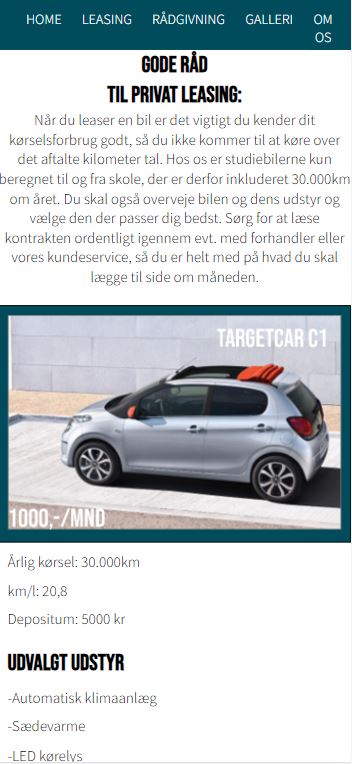 HOME LEASING RÅDGIVNING GALLERI OM OS
GODE RÅD
TIL PRIVAT LEASING:
Når du leaser en bil er det vigtigt du kender dit
kørselsforbrug godt, så du ikke kommer til at køre over
det aftalte kilometer tal. Hos os er studiebilerne kun
beregnet til og fra skole, der er derfor inkluderet 30.000km
om året. Du skal også overveje bilen og dens udstyr og
vælge den der passer dig bedst. Sørg for at læse
kontrakten ordentligt igennem evt. med forhandler eller
vores kundeservice, så du er helt med på hvad du skal
lægge til side om måneden.
TARGETCAR C1
1000,-/MND
Årlig kørsel: 30.000km
km/l: 20,8
Depositum: 5000 kr
UDVALGT UDSTYR
-Automatisk klimaanlæg
-Sædevarme
-LED kørelys